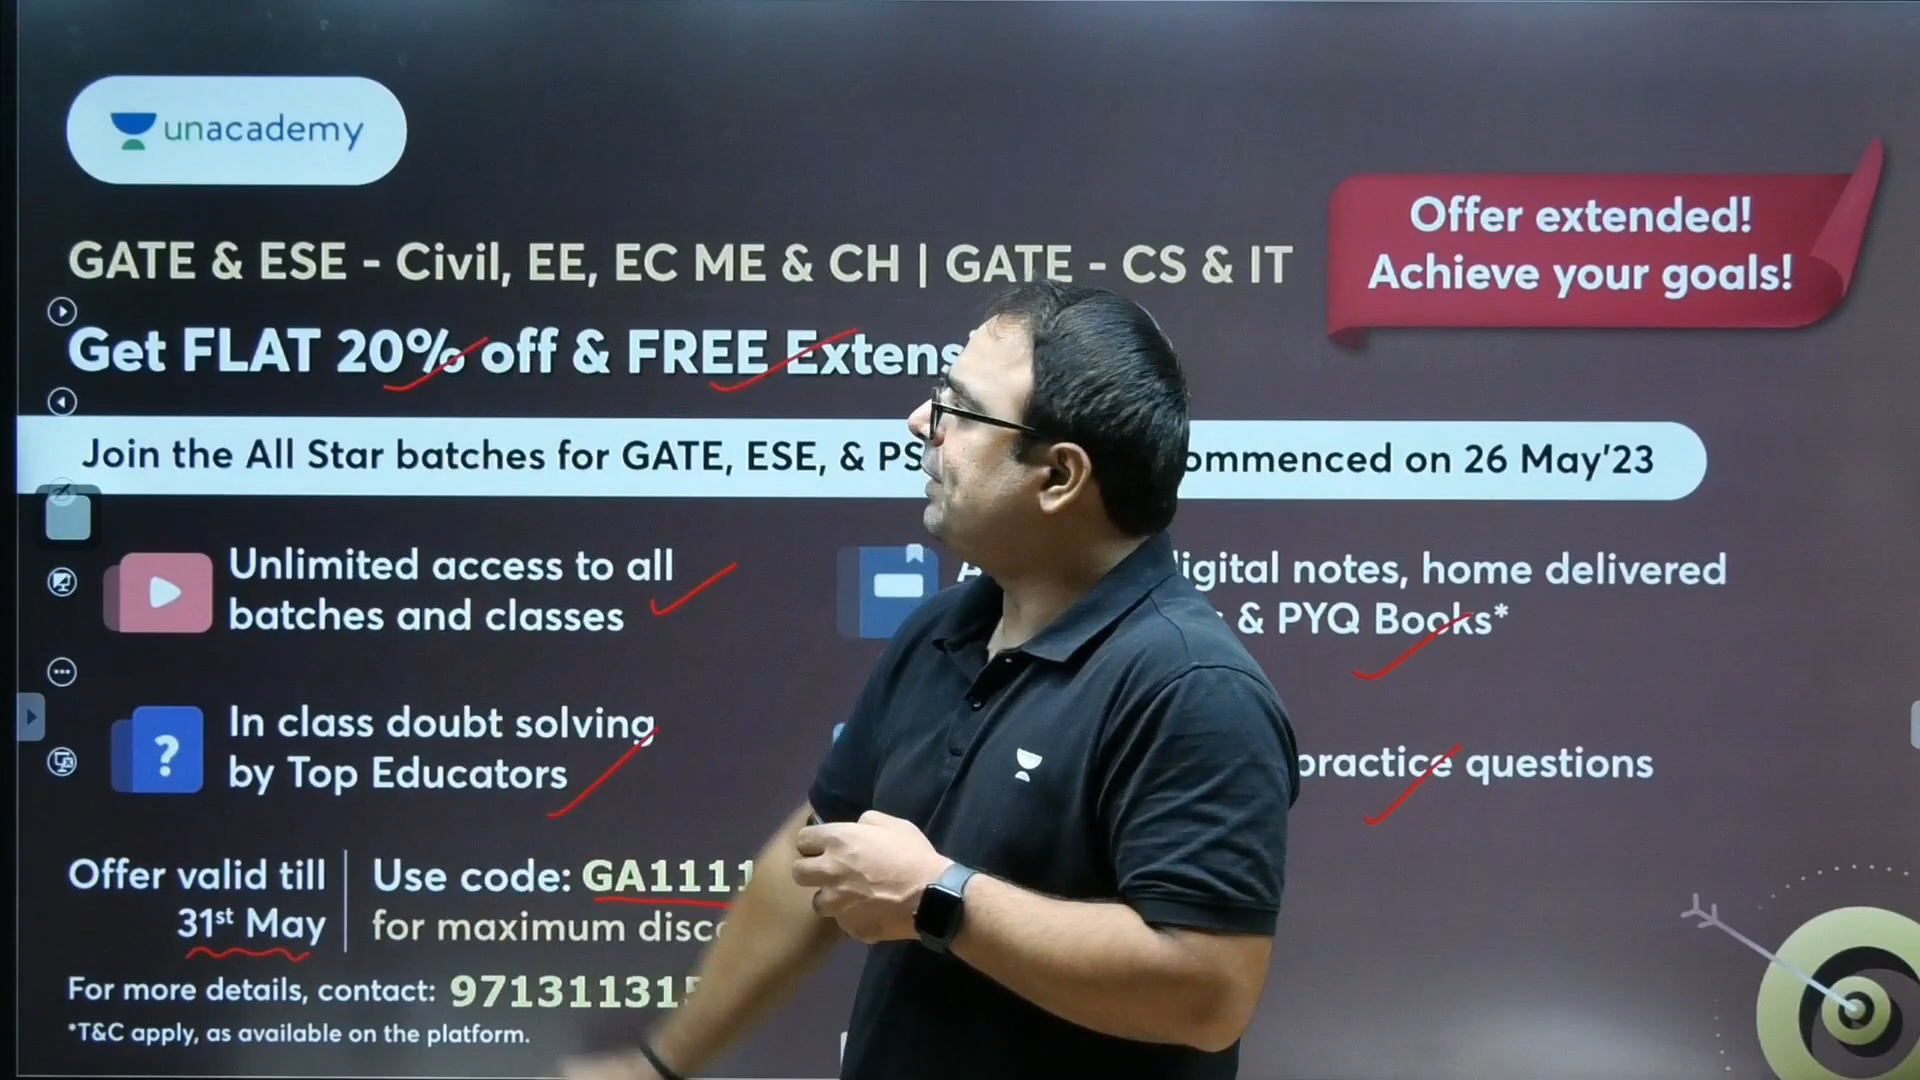 unacademy
Offer extended!
Achieve your goals!
GATE & ESE - Civil, EE, EC ME & CH | GATE - CS & IT
Get FLAT 20% off & FREE
Join the All Star batches for GATE, ESE, & on 26 May'23
Unlimited access to all
batches and classes
notes, home delivered
& PYQ Books*
In class doubt solving
by Top Educators
practice questions
Offer valid till
31st May
Use code: GA1111
for maximum
For more details, contact:
*T&C apply, as available on the platform.